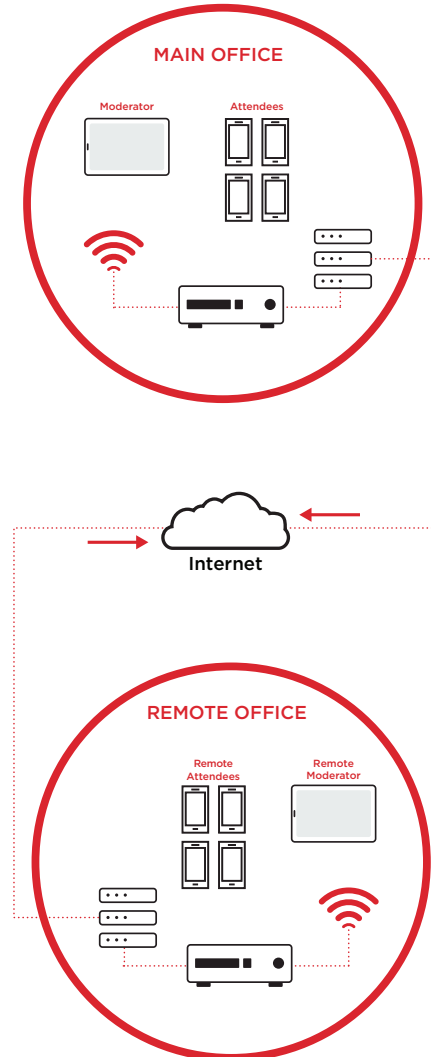 MAIN OFFICE
Moderator
Attendees
Internet
REMOTE OFFICE
Remote
Attendees
Remote
Moderator